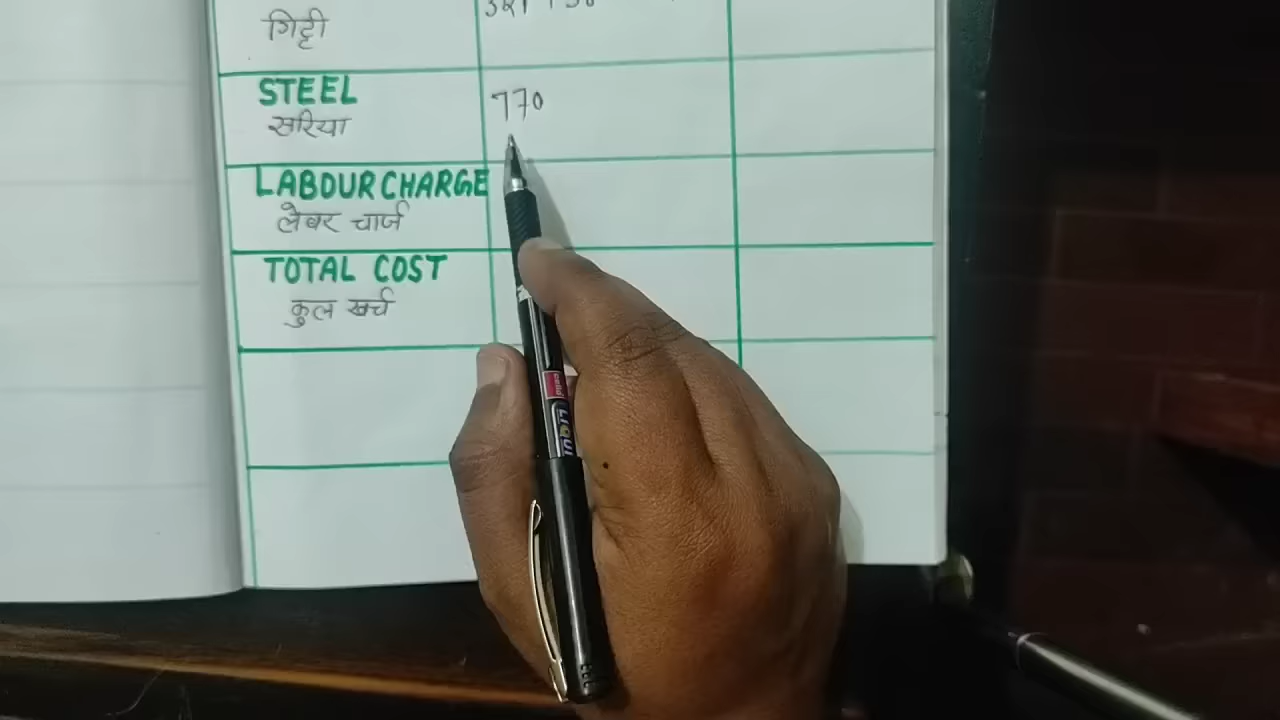 गिट्टी
STEEL 770
सरिया
LABOUR CHARGE
लेबर चार्ज
TOTAL COST
कुल खर्च